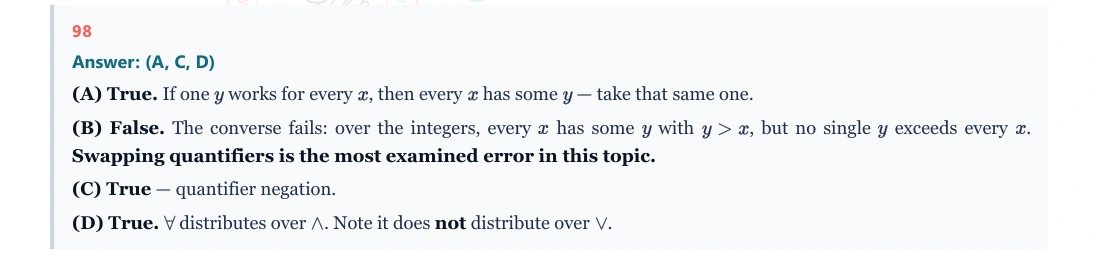 98
Answer: (A, C, D)
(A) True. If one y works for every x, then every x has some y — take that same one.
(B) False. The converse fails: over the integers, every x has some y with y > x, but no single y exceeds every x.
Swapping quantifiers is the most examined error in this topic.
(C) True — quantifier negation.
(D) True. ∀ distributes over ∧. Note it does not distribute over ∨.